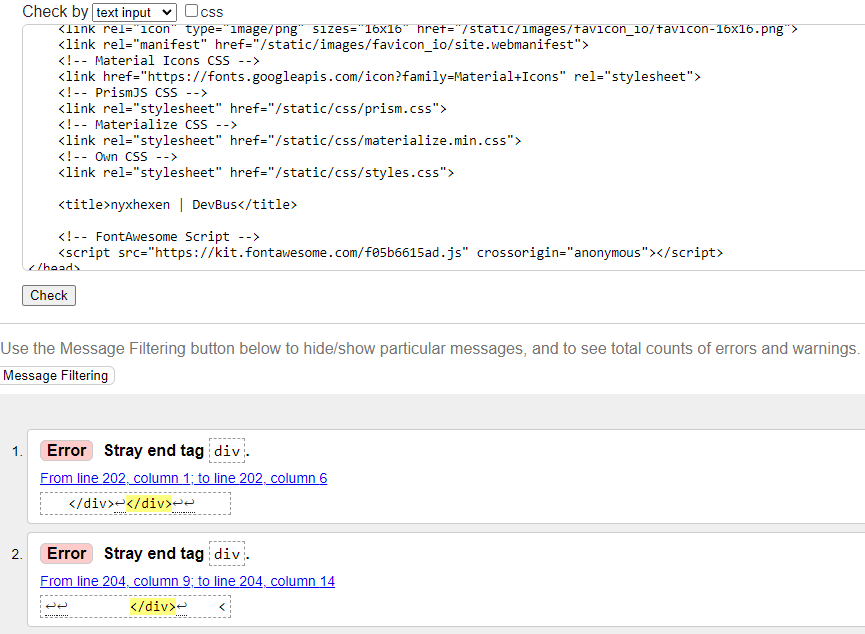 Check by text input css
<link rel="icon" type="image/png" sizes="16x16" href="/static/images/favicon_io/favicon-16x16.png">
<link rel="manifest" href="/static/images/favicon_io/site.webmanifest">
<!-- Material Icons CSS -->
<link href="https://fonts.googleapis.com/icon?family=Material+Icons" rel="stylesheet">
<!-- PrismJS CSS -->
<link rel="stylesheet" href="/static/css/prism.css">
<!-- Materialize CSS -->
<link rel="stylesheet" href="/static/css/materialize.min.css">
<!-- Own CSS -->
<link rel="stylesheet" href="/static/css/styles.css">
<title>nyxhexen | DevBus</title>
<!-- FontAwesome Script -->
<script src="https://kit.fontawesome.com/f05b6615ad.js" crossorigin="anonymous"></script>
</head>
Check
Use the Message Filtering button below to hide/show particular messages, and to see total counts of errors and warnings.
Message Filtering
1. Error Stray end tag div.
From line 202, column 1; to line 202, column 6
</div>↩</div>↩↩
2. Error Stray end tag div.
From line 204, column 9; to line 204, column 14
↩↩ </div>↩ <